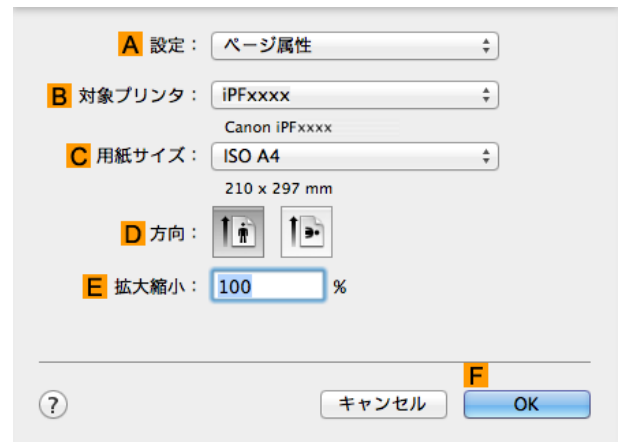 A 設定： ページ属性
B 対象プリンタ： iPFxxxx
Canon iPFxxxx
C 用紙サイズ： ISO A4
210 x 297 mm
D 方向：
E 拡大縮小： 100 %
F
? キャンセル OK